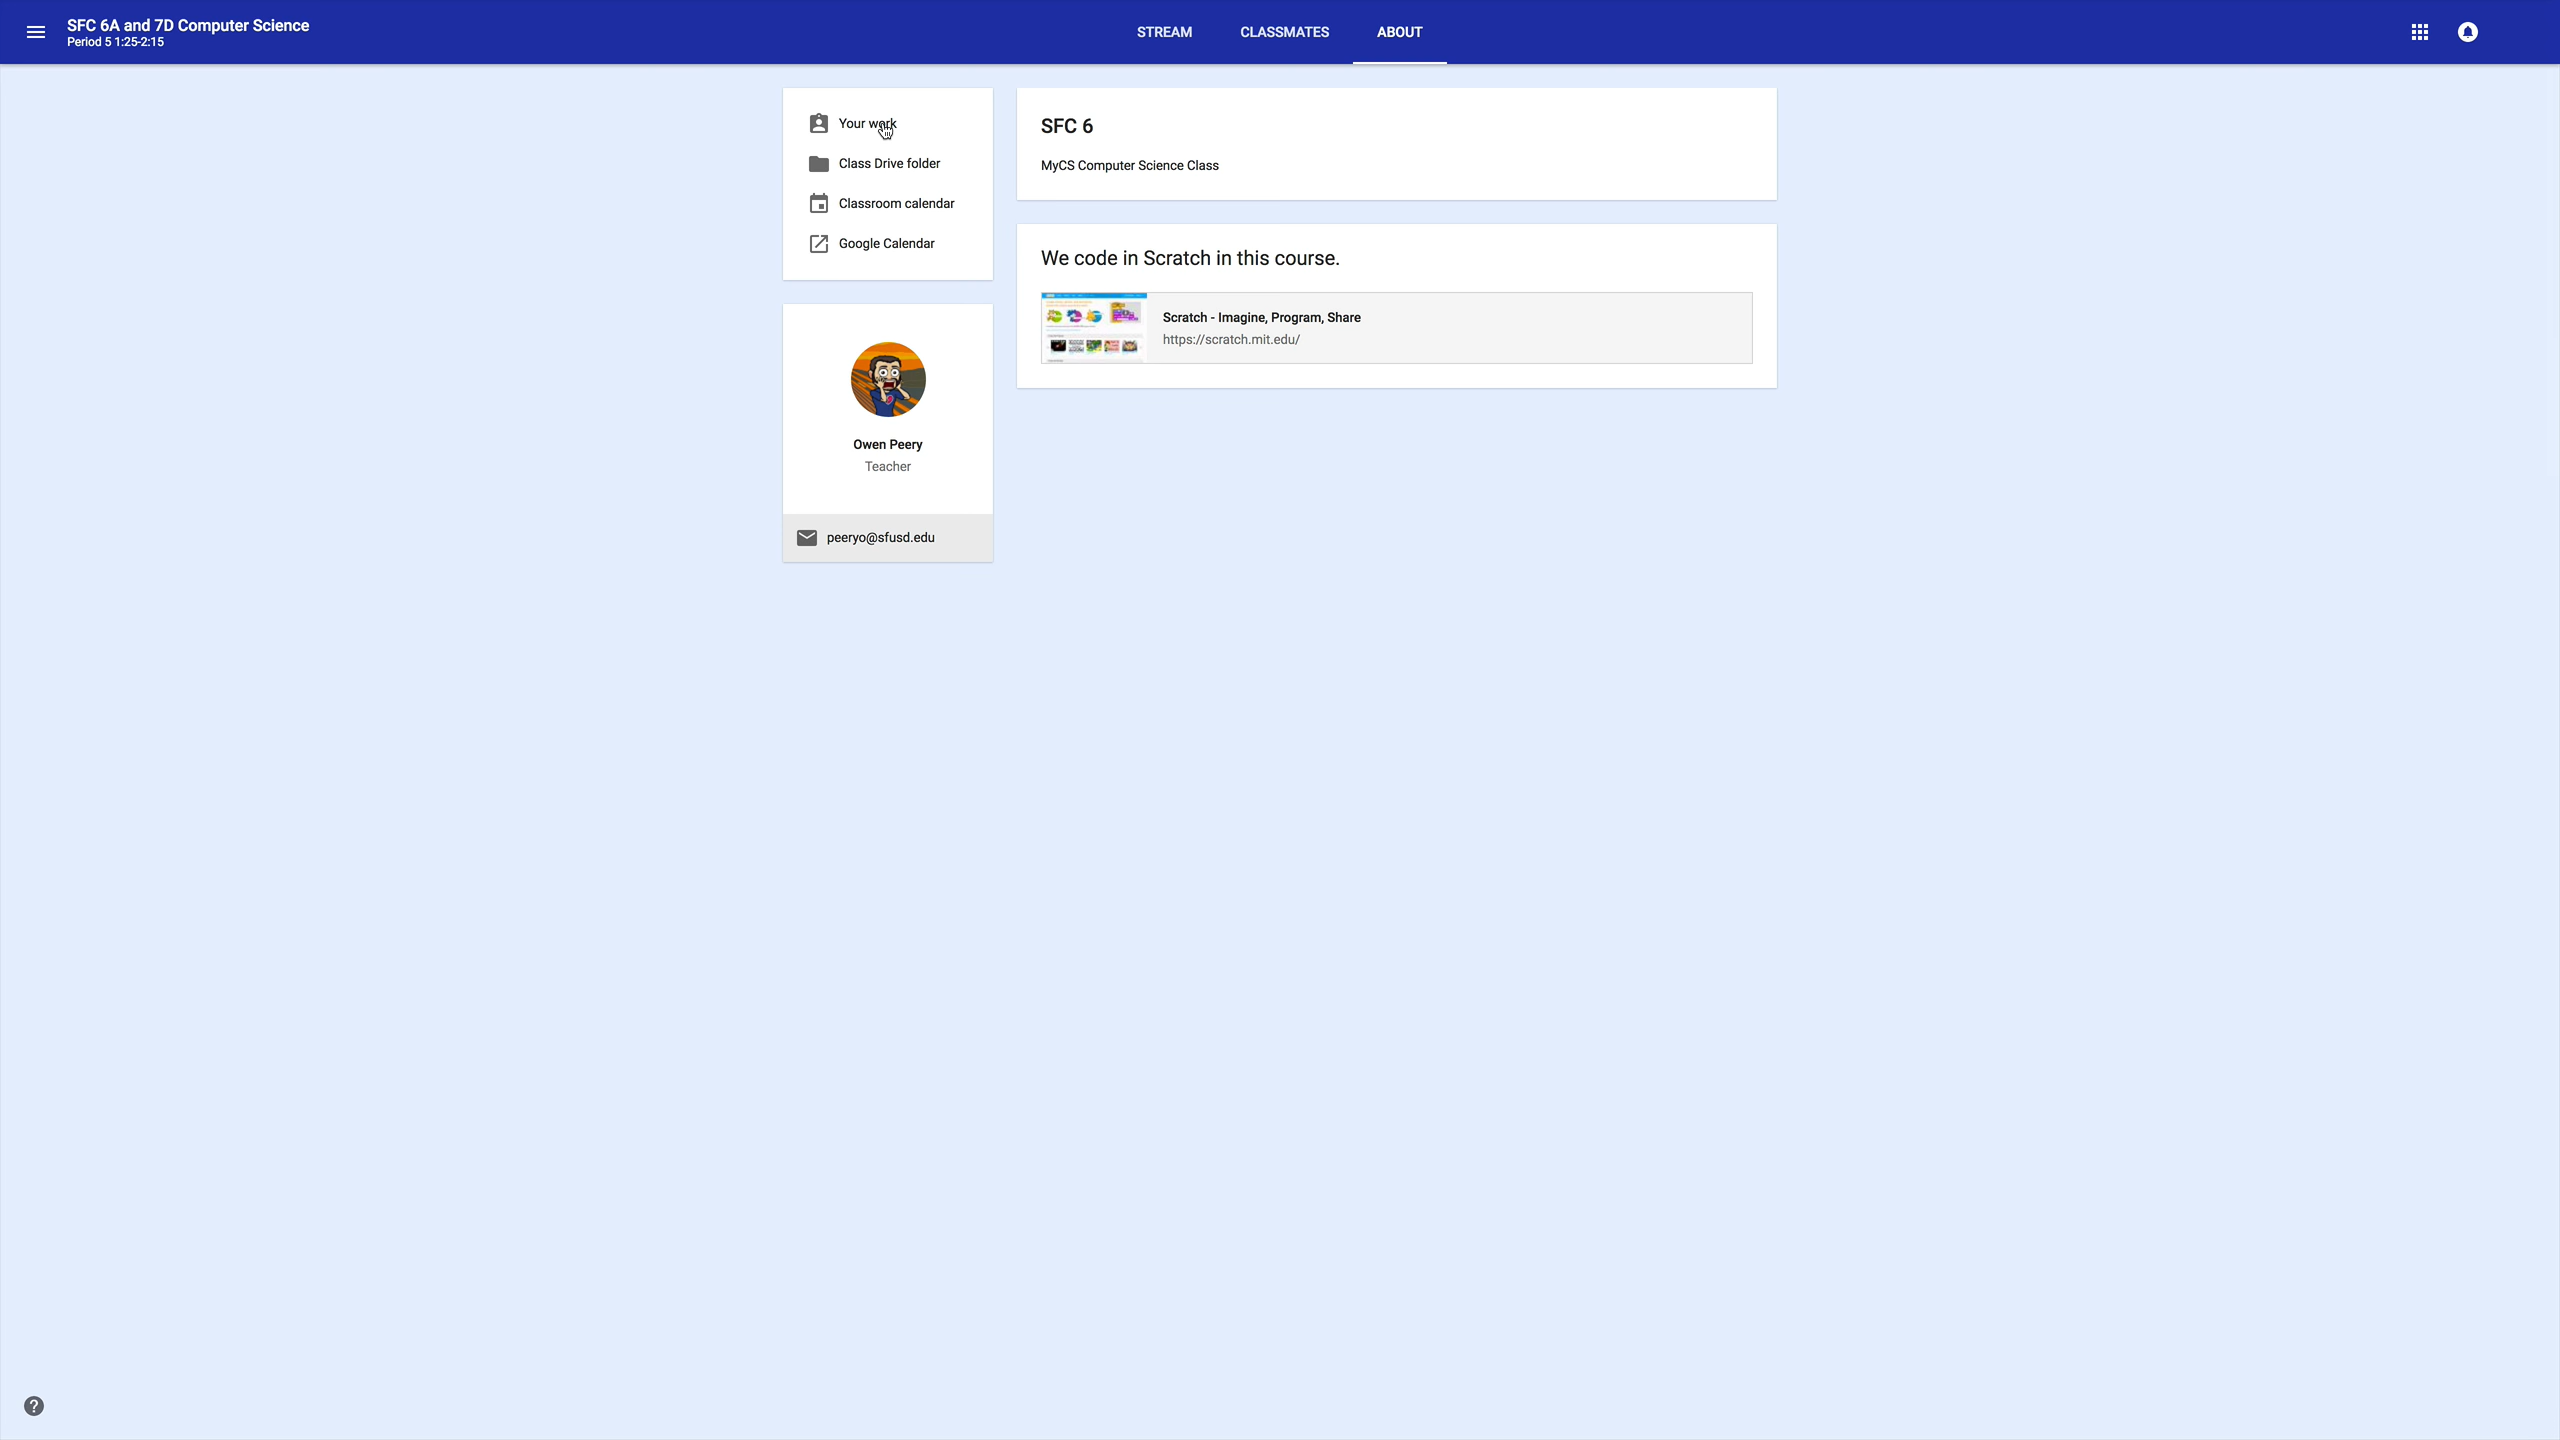 SFC 6A and 7D Computer Science
Period 5 1:25-2:15
STREAM
CLASSMATES
ABOUT
Your work
Class Drive folder
Classroom calendar
Google Calendar
Owen Peery
Teacher
peeryo@sfusd.edu
SFC 6
MyCS Computer Science Class
We code in Scratch in this course.
Scratch - Imagine, Program, Share
https://scratch.mit.edu/
?